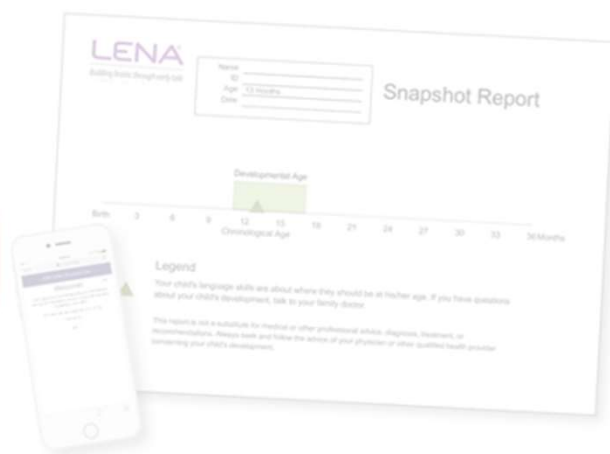 LENA
Building brains through early talk
Snapshot Report
Name
ID
Age 13 months
Date
Developmental Age
Birth 3 6 9 12 15 18 21 24 27 30 33 36 Months
Chronological Age
Legend
Your child's language skills are about where they should be at his/her age. If you have questions
about your child's development, talk to your family doctor.
This report is not a substitute for medical or other professional advice, diagnosis, treatment, or
recommendations. Always seek and follow the advice of your physician or other qualified health provider
concerning your child's development.